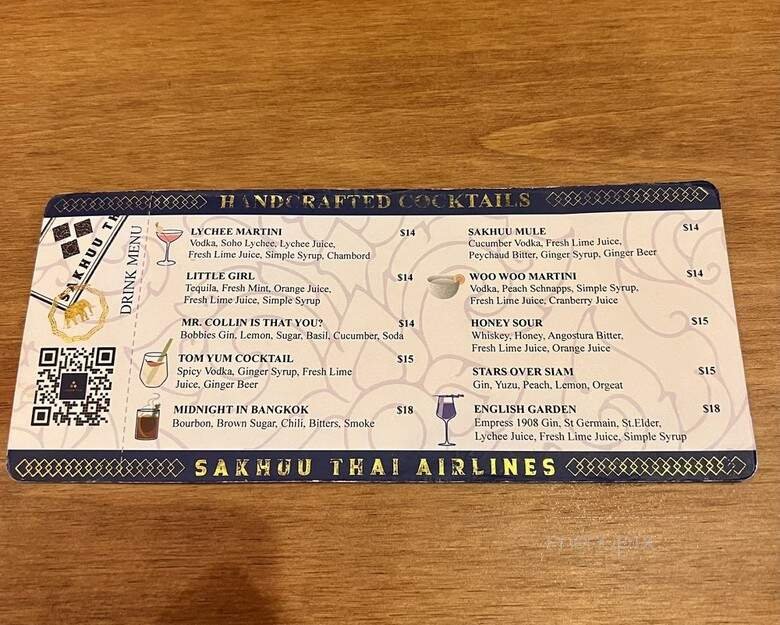 HANDCRAFTED COCKTAILS
SAKHUU TH
DRINK MENU
LYCHEE MARTINI $14
Vodka, Soho Lychee, Lychee Juice,
Fresh Lime Juice, Simple Syrup, Chambord
LITTLE GIRL $14
Tequila, Fresh Mint, Orange Juice,
Fresh Lime Juice, Simple Syrup
MR. COLLIN IS THAT YOU? $14
Bobbies Gin, Lemon, Sugar, Basil, Cucumber, Soda
TOM YUM COCKTAIL $15
Spicy Vodka, Ginger Syrup, Fresh Lime
Juice, Ginger Beer
MIDNIGHT IN BANGKOK $18
Bourbon, Brown Sugar, Chili, Bitters, Smoke
SAKHUU MULE $14
Cucumber Vodka, Fresh Lime Juice,
Peychaud Bitter, Ginger Syrup, Ginger Beer
WOO WOO MARTINI $14
Vodka, Peach Schnapps, Simple Syrup,
Fresh Lime Juice, Cranberry Juice
HONEY SOUR $15
Whiskey, Honey, Angostura Bitter,
Fresh Lime Juice, Orange Juice
STARS OVER SIAM $15
Gin, Yuzu, Peach, Lemon, Orgeat
ENGLISH GARDEN $18
Empress 1908 Gin, St Germain, St.Elder,
Lychee Juice, Fresh Lime Juice, Simple Syrup
SAKHUU THAI AIRLINES